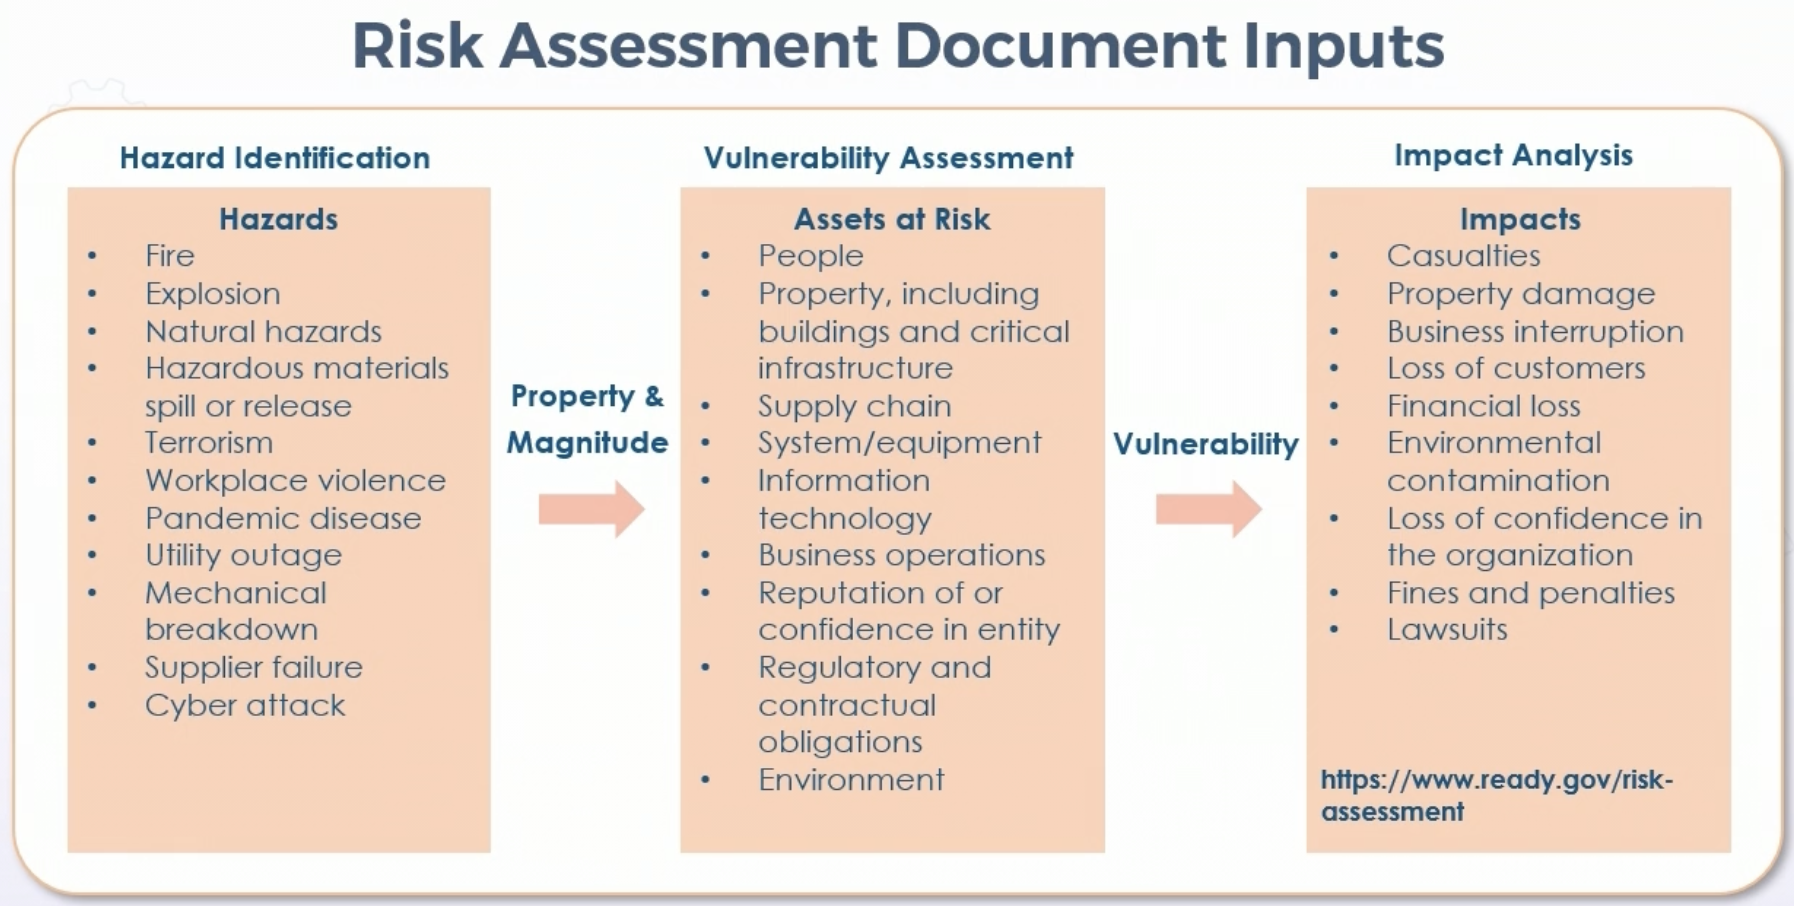 Risk Assessment Document Inputs
Hazard Identification
Hazards
• Fire
• Explosion
• Natural hazards
• Hazardous materials
spill or release
• Terrorism
• Workplace violence
• Pandemic disease
• Utility outage
• Mechanical
breakdown
• Supplier failure
• Cyber attack
Property &
Magnitude
Vulnerability Assessment
Assets at Risk
• People
• Property, including
buildings and critical
infrastructure
• Supply chain
• System/equipment
• Information
technology
• Business operations
• Reputation of or
confidence in entity
• Regulatory and
contractual
obligations
• Environment
Vulnerability
Impact Analysis
Impacts
• Casualties
• Property damage
• Business interruption
• Loss of customers
• Financial loss
• Environmental
contamination
• Loss of confidence in
the organization
• Fines and penalties
• Lawsuits
https://www.ready.gov/risk-
assessment